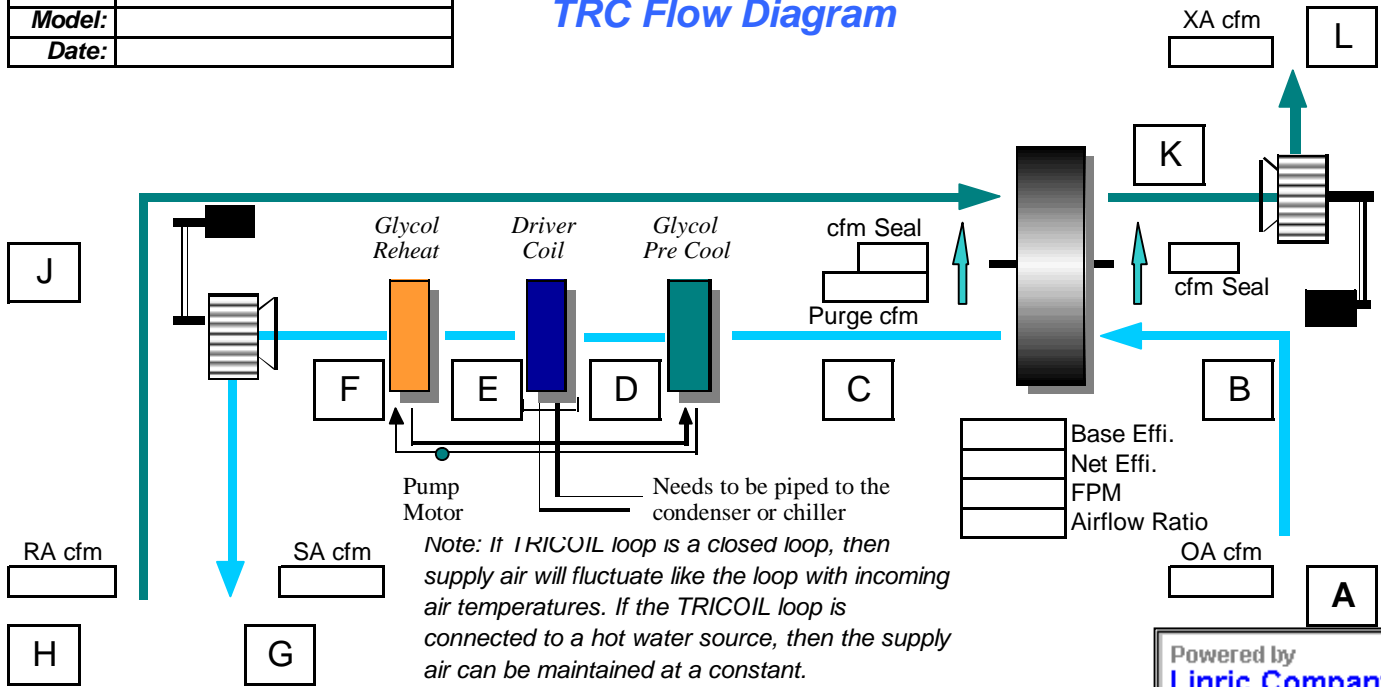 TRC Flow Diagram
Model:
Date:
XA cfm
L
K
Glycol
Reheat
Driver
Coil
Glycol
Pre Cool
cfm Seal
J
cfm Seal
Purge cfm
F
E
D
C
B
Base Effi.
Net Effi.
FPM
Airflow Ratio
Pump
Motor
Needs to be piped to the
condenser or chiller
RA cfm
SA cfm
OA cfm
Note: If TRICOIL loop is a closed loop, then
supply air will fluctuate like the loop with incoming
air temperatures. If the TRICOIL loop is
connected to a hot water source, then the supply
air can be maintained at a constant.
A
H
G
Powered by
Linric Company